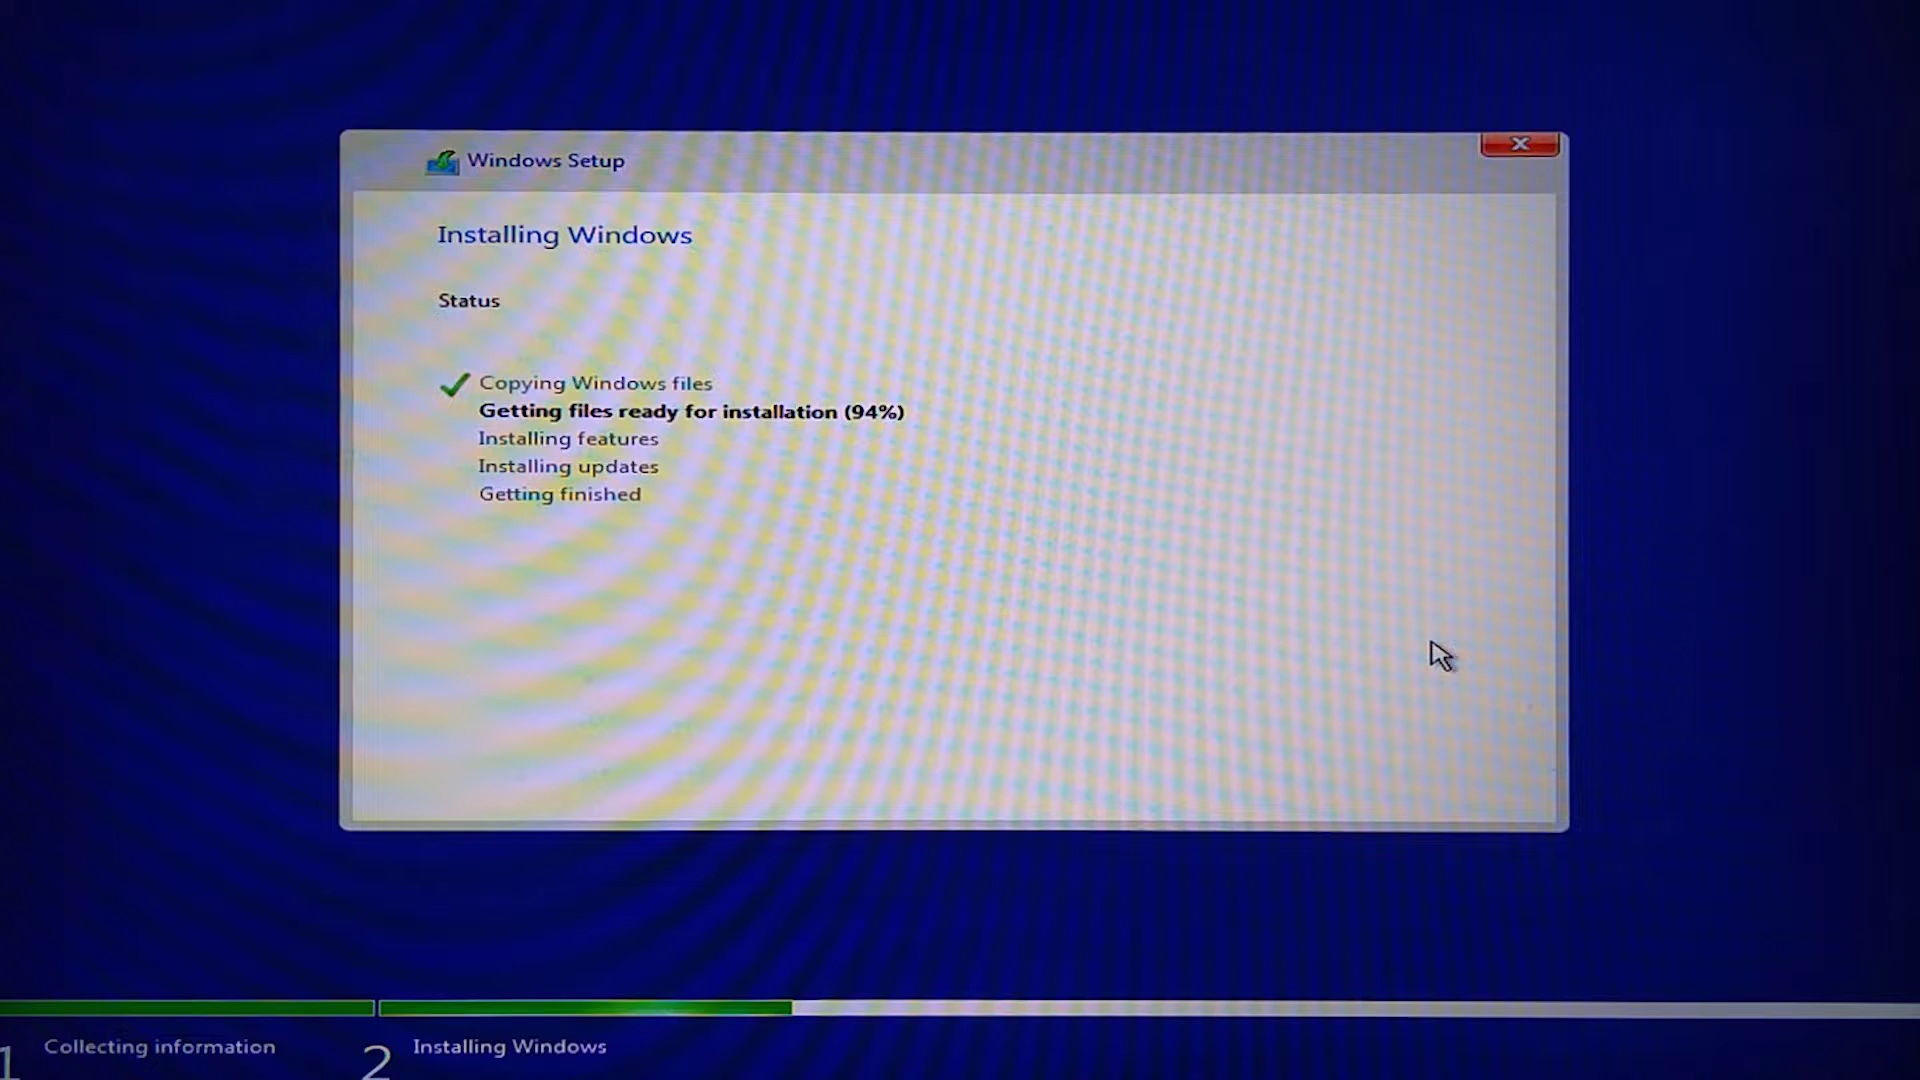 Windows Setup
Installing Windows
Status
Copying Windows files
Getting files ready for installation (94%)
Installing features
Installing updates
Getting finished
1 Collecting information
2 Installing Windows